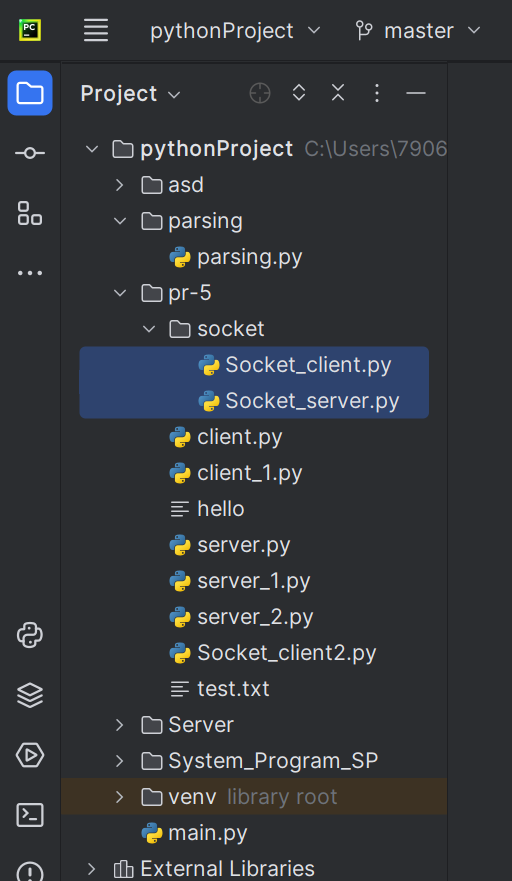 PC
pythonProject
master
Project
pythonProject C:\Users\7906
asd
parsing
parsing.py
pr-5
socket
Socket_client.py
Socket_server.py
client.py
client_1.py
hello
server.py
server_1.py
server_2.py
Socket_client2.py
test.txt
Server
System_Program_SP
venv library root
main.py
External Libraries